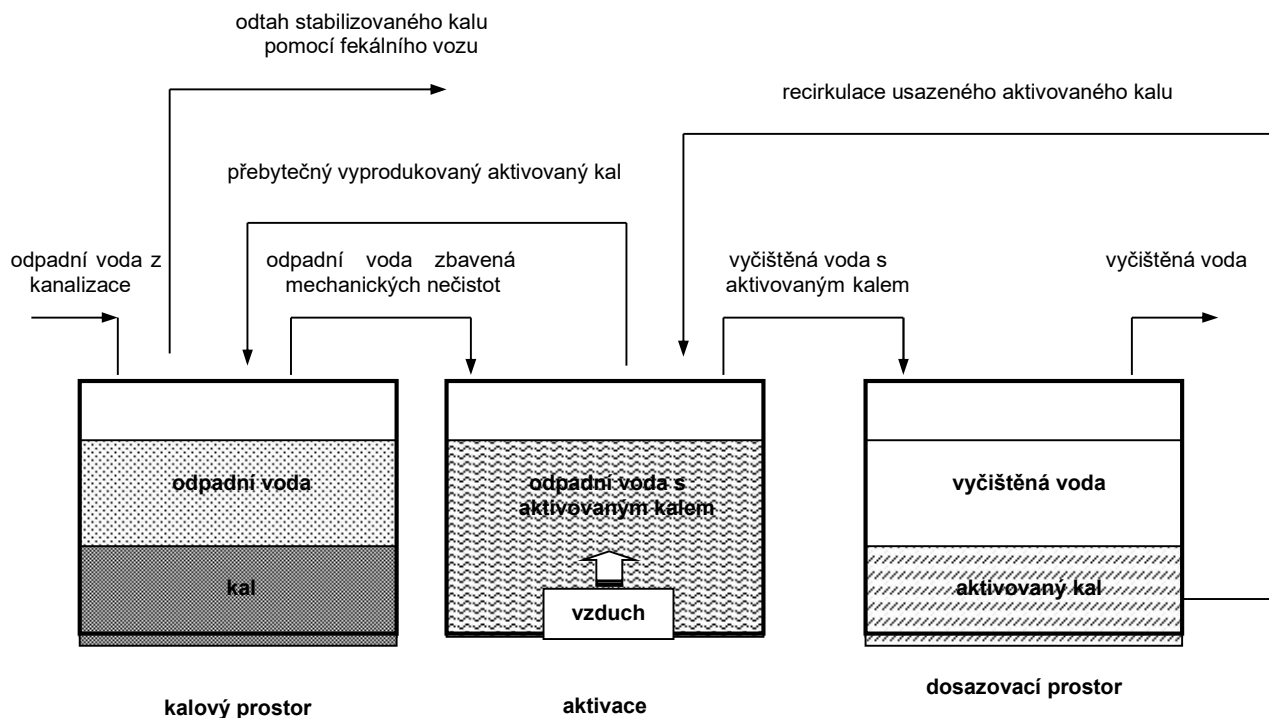 odtah stabilizovaného kalu
pomocí fekálního vozu
recirkulace usazeného aktivovaného kalu
přebytečný vyprodukovaný aktivovaný kal
odpadní voda z
kanalizace
odpadní voda zbavená
mechanických nečistot
vyčištěná voda s
aktivovaným kalem
vyčištěná voda
odpadní voda
kal
odpadní voda s
aktivovaným kalem
vzduch
vyčištěná voda
aktivovaný kal
kalový prostor
aktivace
dosazovací prostor